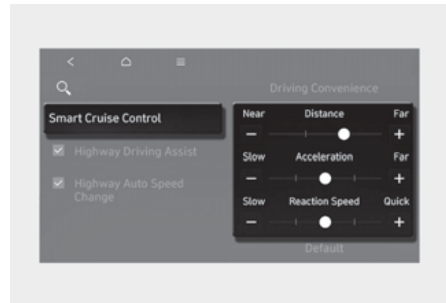 Driving Convenience
Smart Cruise Control
Highway Driving Assist
Highway Auto Speed
Change
Near Distance Far
Slow Acceleration Far
Slow Reaction Speed Quick
Default